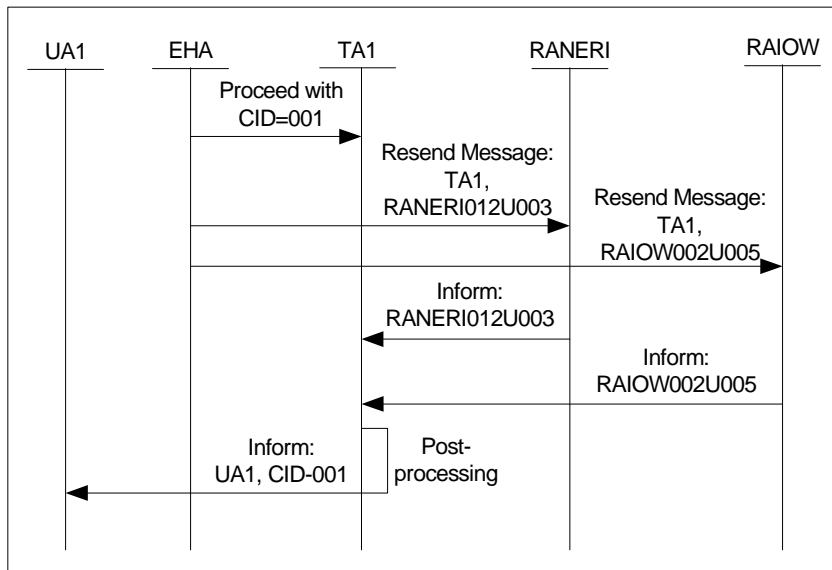 UA1
EHA
TA1
RANERI
RAIOW
Proceed with
CID=001
Resend Message:
TA1,
RANERI012U003
Resend Message:
TA1,
RAIOW002U005
Inform:
RANERI012U003
Inform:
RAIOW002U005
Inform:
UA1, CID-001
Post-
processing